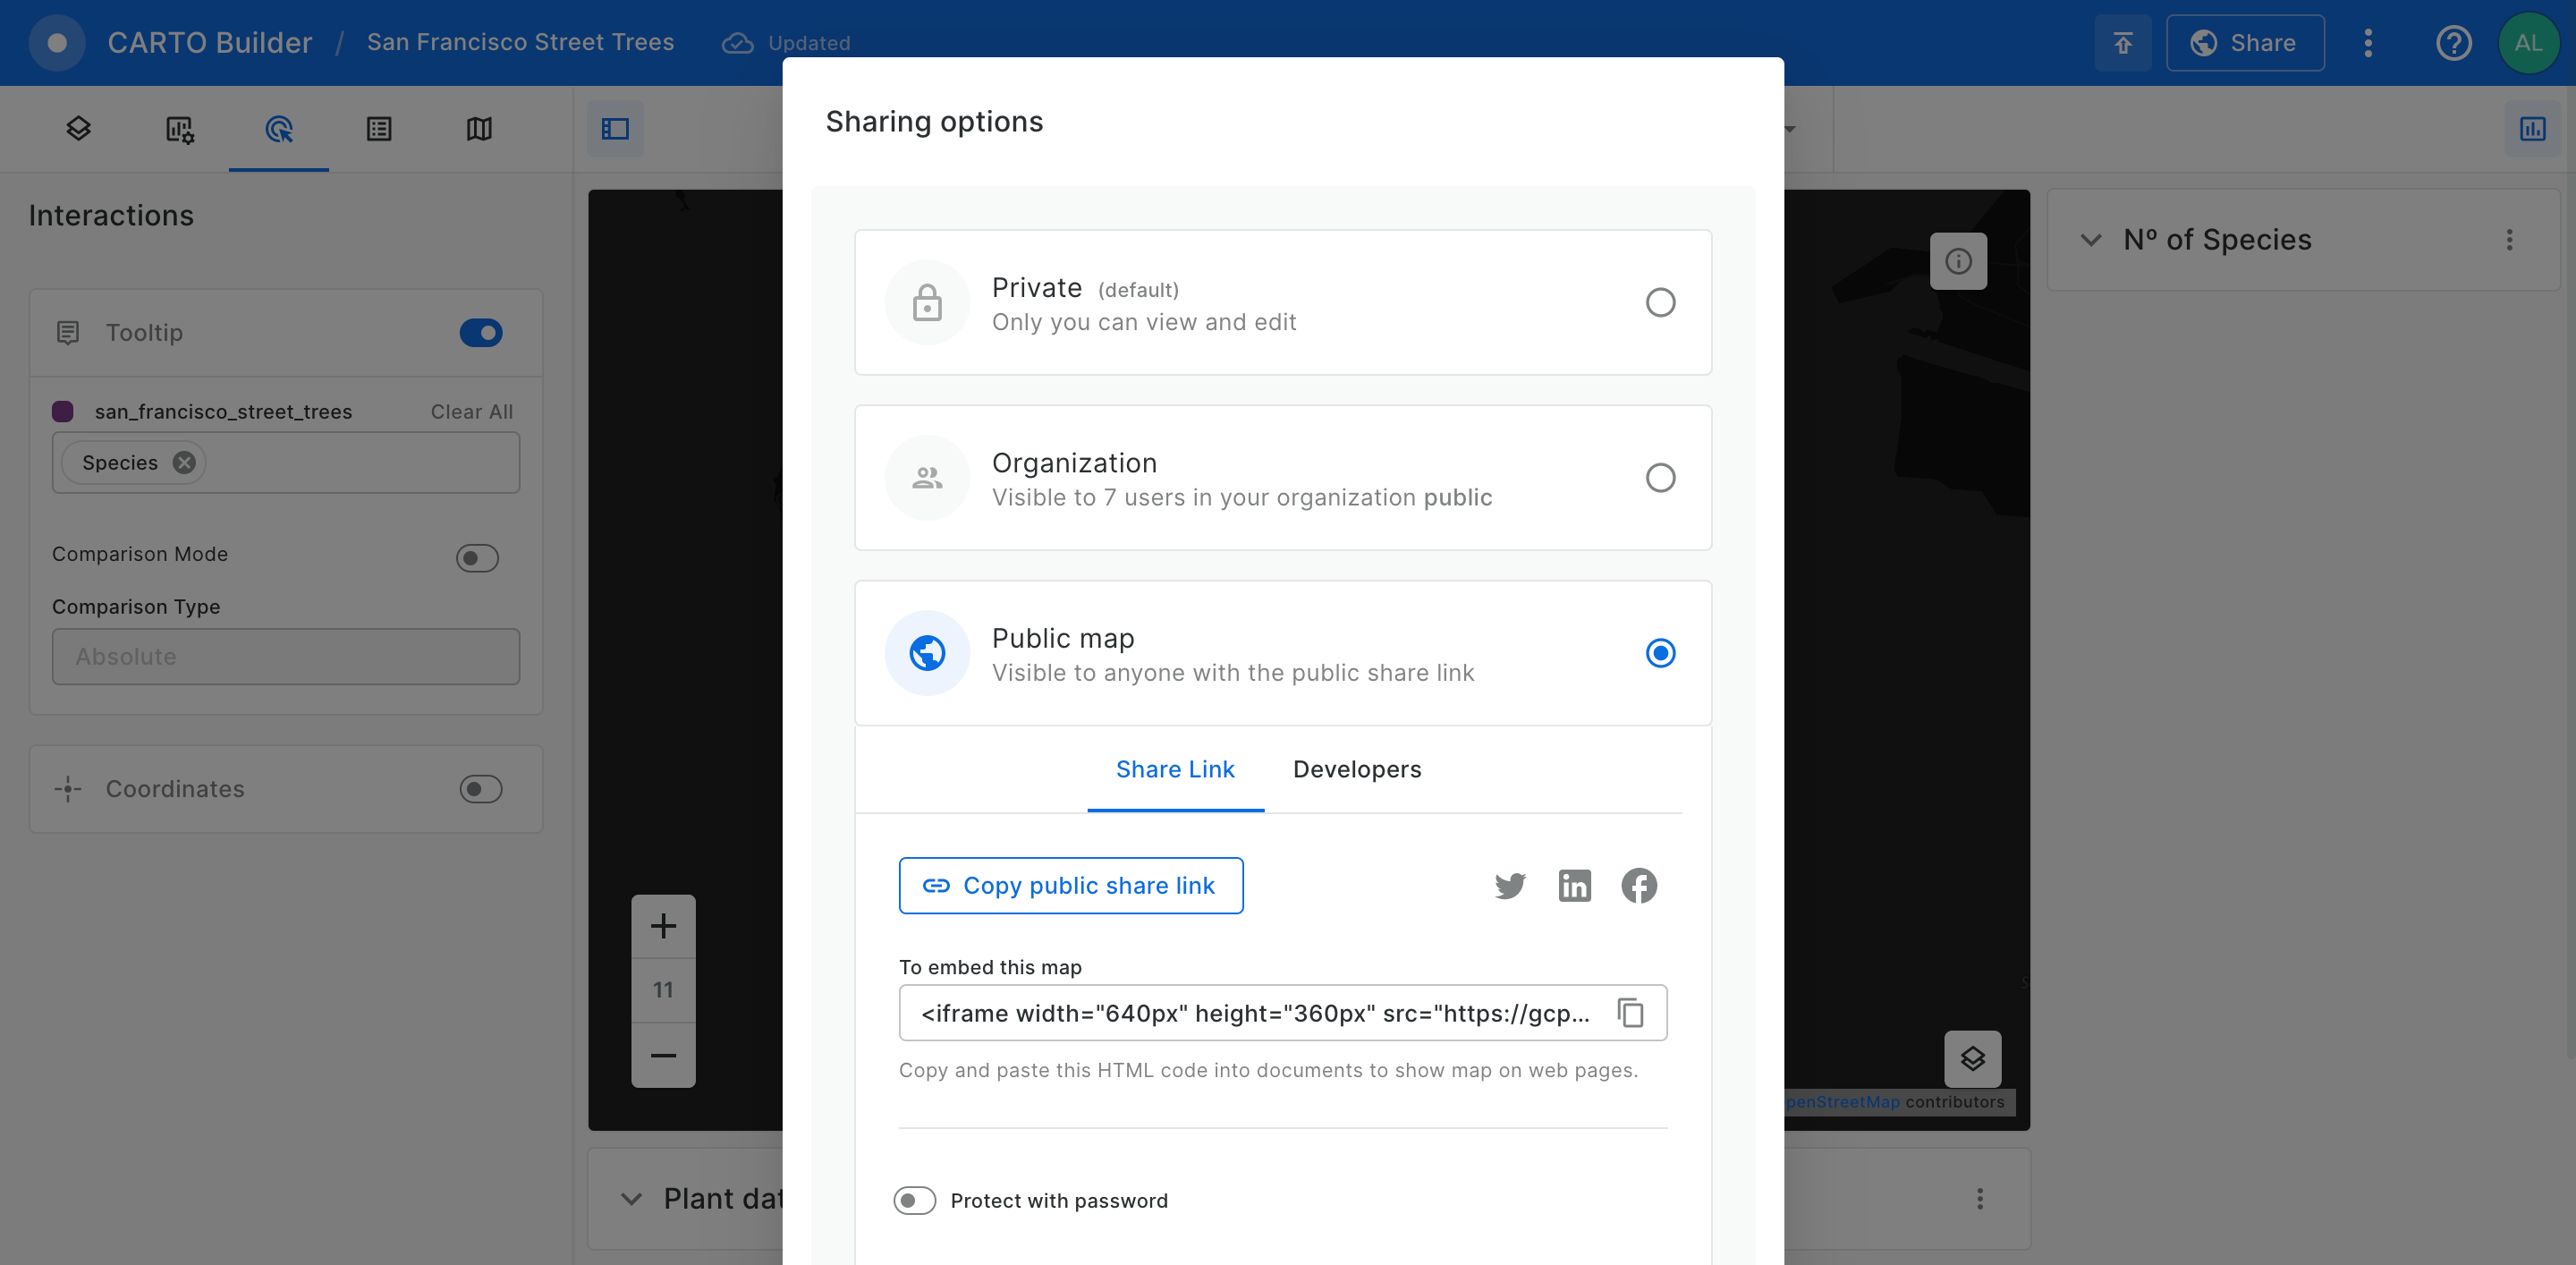 CARTO Builder / San Francisco Street Trees Updated
Share
AL
Interactions
Tooltip
san_francisco_street_trees Clear All
Species
Comparison Mode
Comparison Type
Absolute
Coordinates
11
Sharing options
Private (default)
Only you can view and edit
Organization
Visible to 7 users in your organization public
Public map
Visible to anyone with the public share link
Share Link Developers
Copy public share link
To embed this map
<iframe width="640px" height="360px" src="https://gcp...
Copy and paste this HTML code into documents to show map on web pages.
Protect with password
Nº of Species
penStreetMap contributors
Plant dat